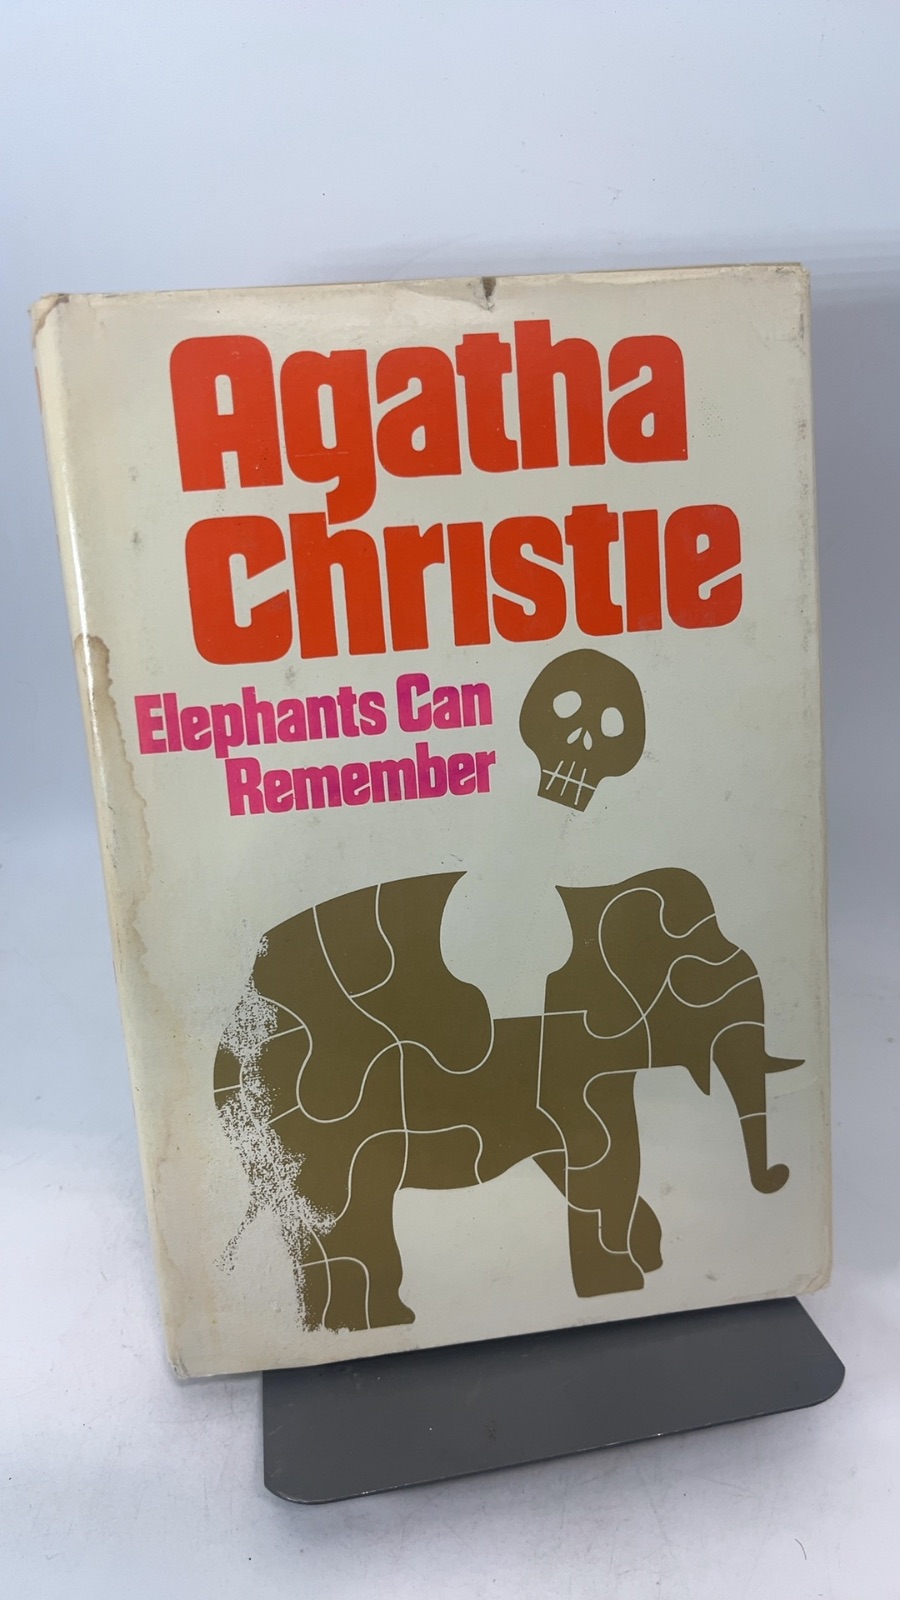 Agatha
Christie
Elephants Can
Remember